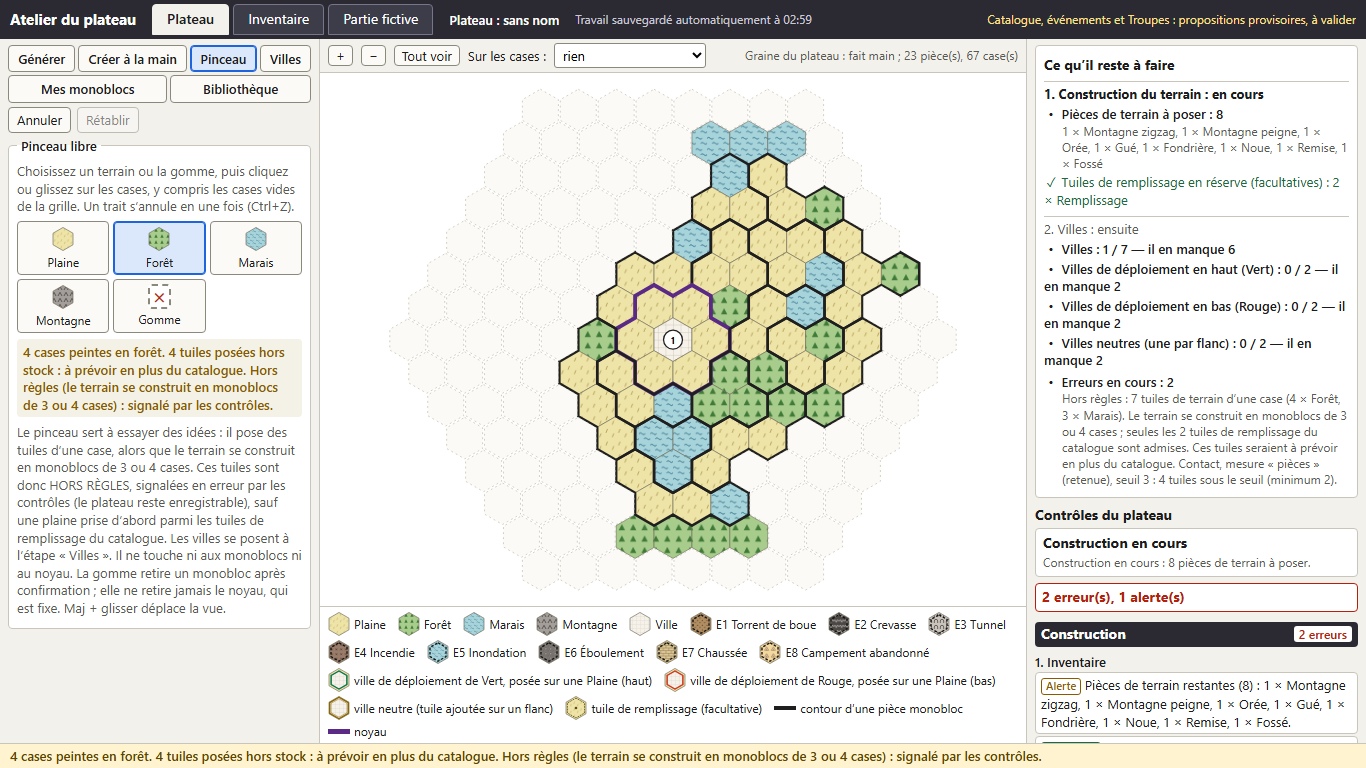 Atelier du plateau
Plateau
Inventaire
Partie fictive
Plateau : sans nom
Travail sauvegardé automatiquement à 02:59
Catalogue, événements et Troupes : propositions provisoires, à valider
Générer
Créer à la main
Pinceau
Villes
Mes monoblocs
Bibliothèque
Annuler
Rétablir
Pinceau libre
Choisissez un terrain ou la gomme, puis cliquez
ou glissez sur les cases, y compris les cases vides
de la grille. Un trait s’annule en une fois (Ctrl+Z).
Plaine
Forêt
Marais
Montagne
Gomme
4 cases peintes en forêt. 4 tuiles posées hors
stock : à prévoir en plus du catalogue. Hors
règles (le terrain se construit en monoblocs
de 3 ou 4 cases) : signalé par les contrôles.
Le pinceau sert à essayer des idées : il pose des
tuiles d’une case, alors que le terrain se construit
en monoblocs de 3 ou 4 cases. Ces tuiles sont
donc HORS RÈGLES, signalées en erreur par les
contrôles (le plateau reste enregistrable), sauf
une plaine prise d’abord parmi les tuiles de
remplissage du catalogue. Les villes se posent à
l’étape « Villes ». Il ne touche ni aux monoblocs ni
au noyau. La gomme retire un monobloc après
confirmation ; elle ne retire jamais le noyau, qui
est fixe. Maj + glisser déplace la vue.
+
−
Tout voir
Sur les cases :
rien
Graine du plateau : fait main ; 23 pièce(s), 67 case(s)
1
Plaine
Forêt
Marais
Montagne
Ville
E1 Torrent de boue
E2 Crevasse
E3 Tunnel
E4 Incendie
E5 Inondation
E6 Éboulement
E7 Chaussée
E8 Campement abandonné
ville de déploiement de Vert, posée sur une Plaine (haut)
ville de déploiement de Rouge, posée sur une Plaine (bas)
ville neutre (tuile ajoutée sur un flanc)
tuile de remplissage (facultative)
contour d’une pièce monobloc
noyau
Ce qu’il reste à faire
1. Construction du terrain : en cours
• Pièces de terrain à poser : 8
1 × Montagne zigzag, 1 × Montagne peigne, 1 ×
Orée, 1 × Gué, 1 × Fondrière, 1 × Noue, 1 × Remise, 1
× Fossé
✓ Tuiles de remplissage en réserve (facultatives) : 2
× Remplissage
2. Villes : ensuite
• Villes : 1 / 7 — il en manque 6
• Villes de déploiement en haut (Vert) : 0 / 2 — il
en manque 2
• Villes de déploiement en bas (Rouge) : 0 / 2 — il
en manque 2
• Villes neutres (une par flanc) : 0 / 2 — il en
manque 2
• Erreurs en cours : 2
Hors règles : 7 tuiles de terrain d’une case (4 × Forêt,
3 × Marais). Le terrain se construit en monoblocs de 3
ou 4 cases ; seules les 2 tuiles de remplissage du
catalogue sont admises. Ces tuiles seraient à prévoir
en plus du catalogue. Contact, mesure « pièces »
(retenue), seuil 3 : 4 tuiles sous le seuil (minimum 2).
Contrôles du plateau
Construction en cours
Construction en cours : 8 pièces de terrain à poser.
2 erreur(s), 1 alerte(s)
Construction
2 erreurs
1. Inventaire
Alerte Pièces de terrain restantes (8) : 1 × Montagne
zigzag, 1 × Montagne peigne, 1 × Orée, 1 × Gué, 1 ×
Fondrière, 1 × Noue, 1 × Remise, 1 × Fossé.
4 cases peintes en forêt. 4 tuiles posées hors stock : à prévoir en plus du catalogue. Hors règles (le terrain se construit en monoblocs de 3 ou 4 cases) : signalé par les contrôles.